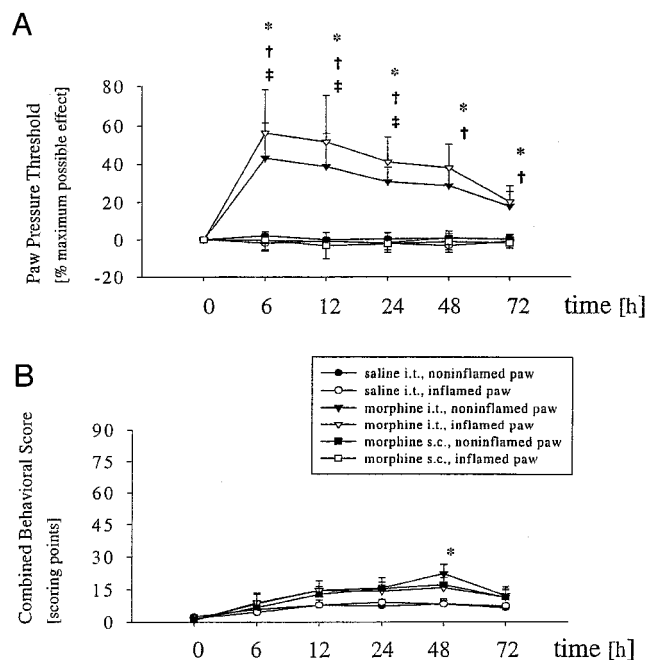 A
Paw Pressure Threshold
[% maximum possible effect]
80
60
40
20
0
-20
*
†
‡
*
†
‡
*
†
‡
*
†
*
†
0 6 12 24 48 72 time [h]
B
Combined Behavioral Score
[scoring points]
90
75
60
45
30
15
0
saline i.t., noninflamed paw
saline i.t., inflamed paw
morphine i.t., noninflamed paw
morphine i.t., inflamed paw
morphine s.c., noninflamed paw
morphine s.c., inflamed paw
*
0 6 12 24 48 72 time [h]